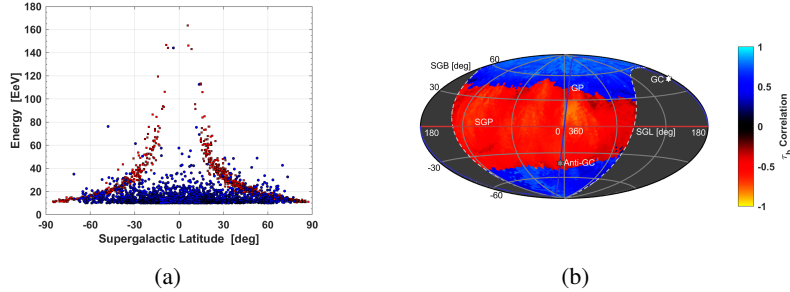 180
160
140
120
100
80
60
40
20
0
Energy [EeV]
-90 -60 -30 0 30 60 90
Supergalactic Latitude [deg]
(a)
SGB [deg]
60
30
GC
GP
SGP
180
0 360
SGL [deg]
180
Anti-GC
-30
-60
1
0.5
0
-0.5
-1
τb Correlation
(b)